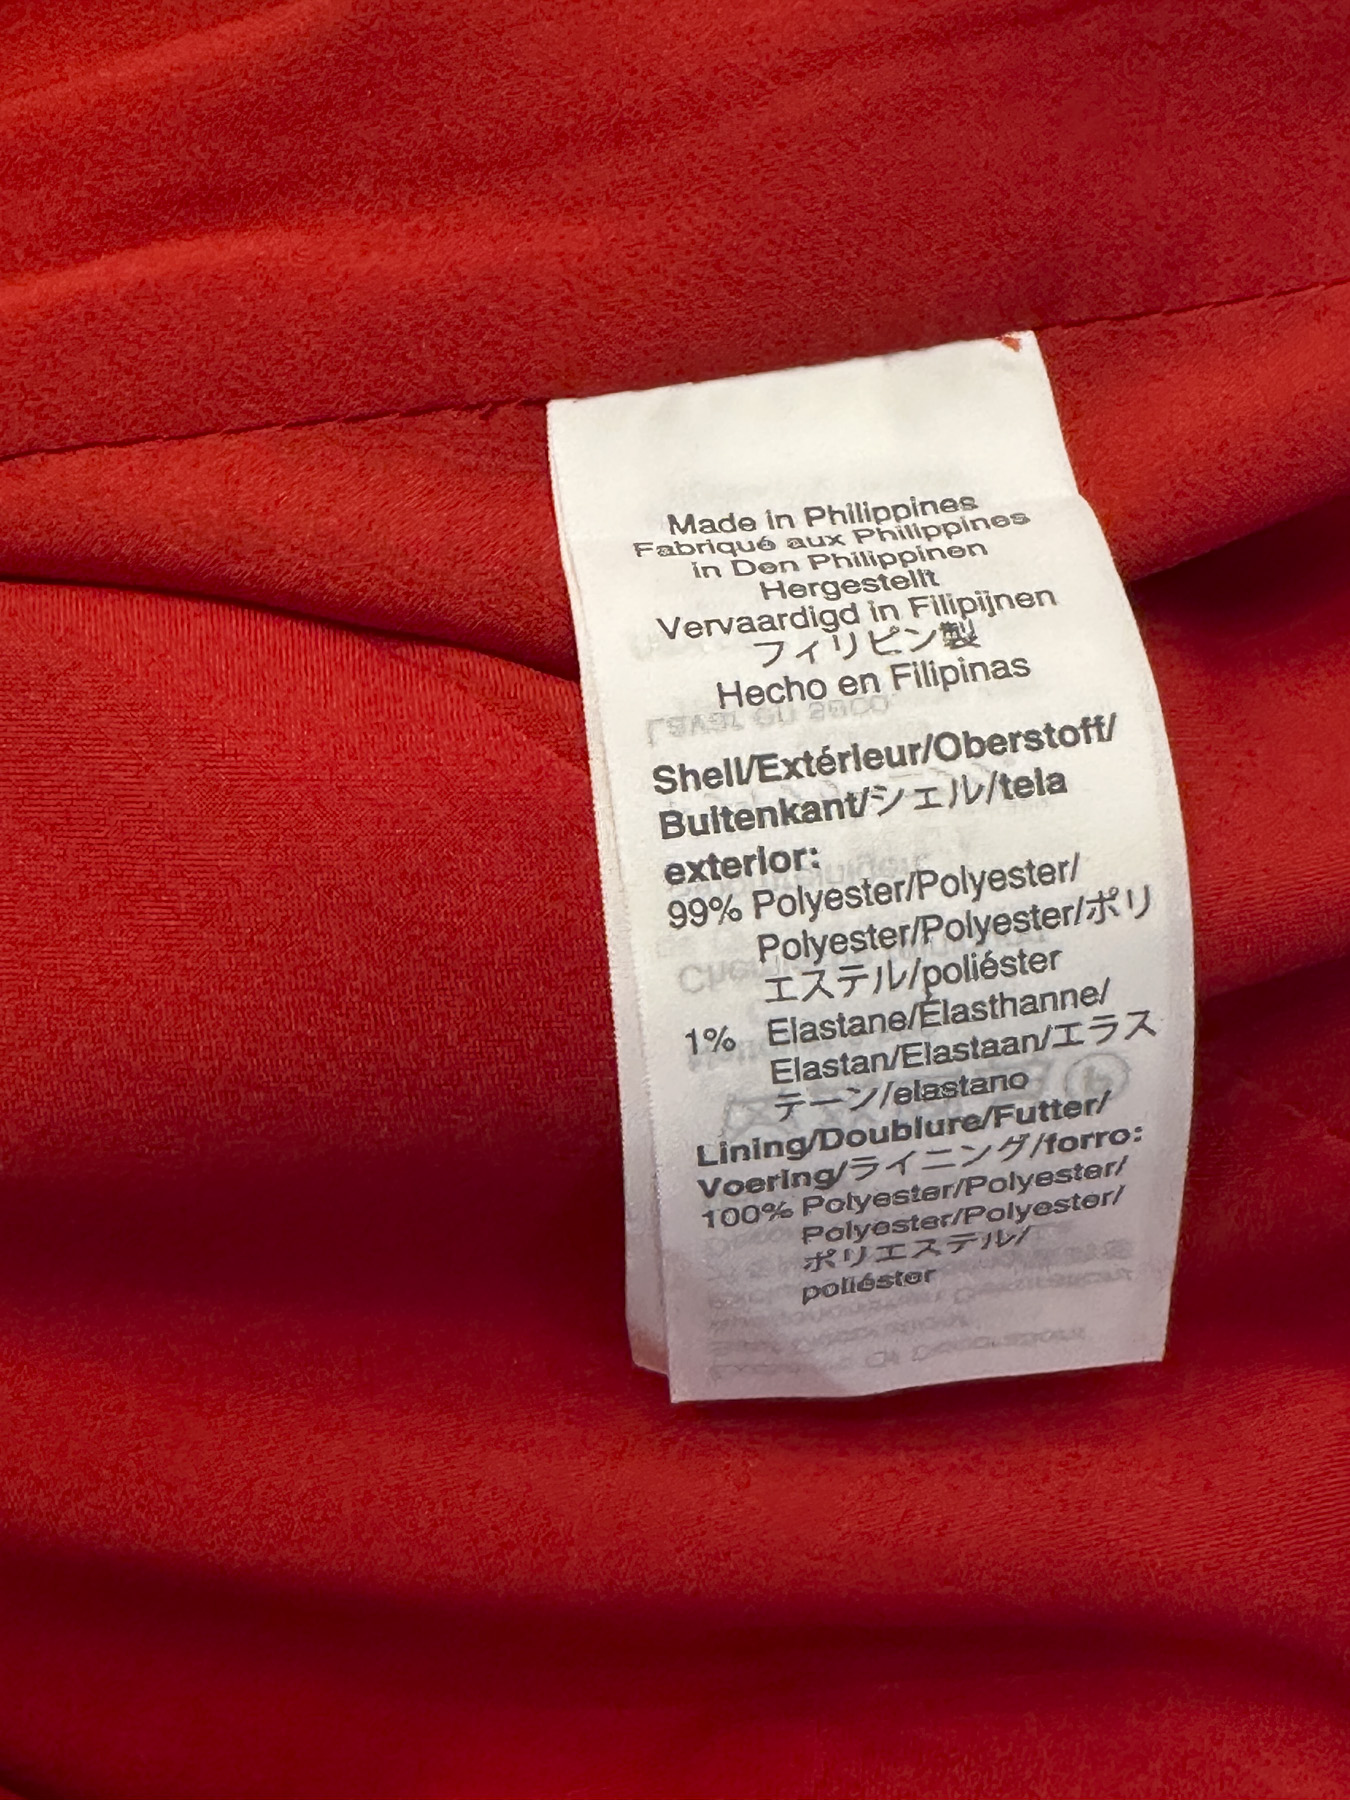 Made in Philippines
Fabriqué aux Philippines
in Den Philippinen
Hergestellt
Vervaardigd in Filipijnen
フィリピン製
Hecho en Filipinas
Shell/Extérieur/Oberstoff/
Buitenkant/シェル/tela
exterior:
99% Polyester/Polyester/
Polyester/Polyester/ポリ
エステル/poliéster
1% Elastane/Élasthanne/
Elastan/Elastaan/エラス
テーン/elastano
Lining/Doublure/Futter/
Voering/ライニング/forro:
100% Polyester/Polyester/
Polyester/Polyester/
ポリエステル/
poliéster